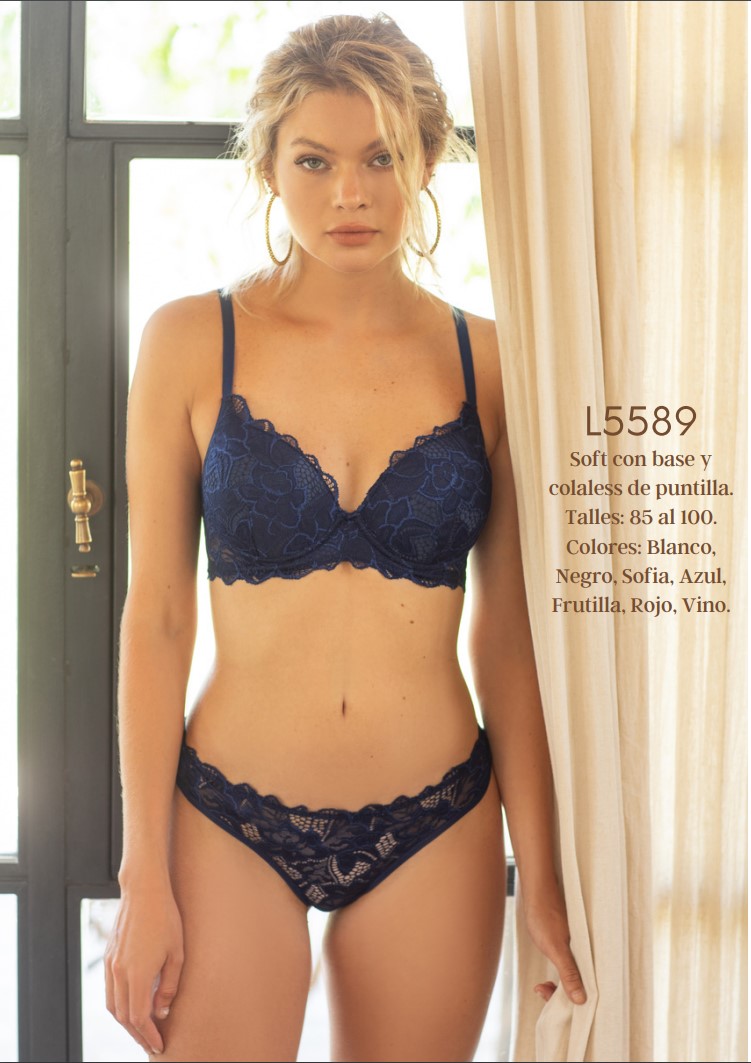 L5589
Soft con base y
colaless de puntilla.
Talles: 85 al 100.
Colores: Blanco,
Negro, Sofia, Azul,
Frutilla, Rojo, Vino.